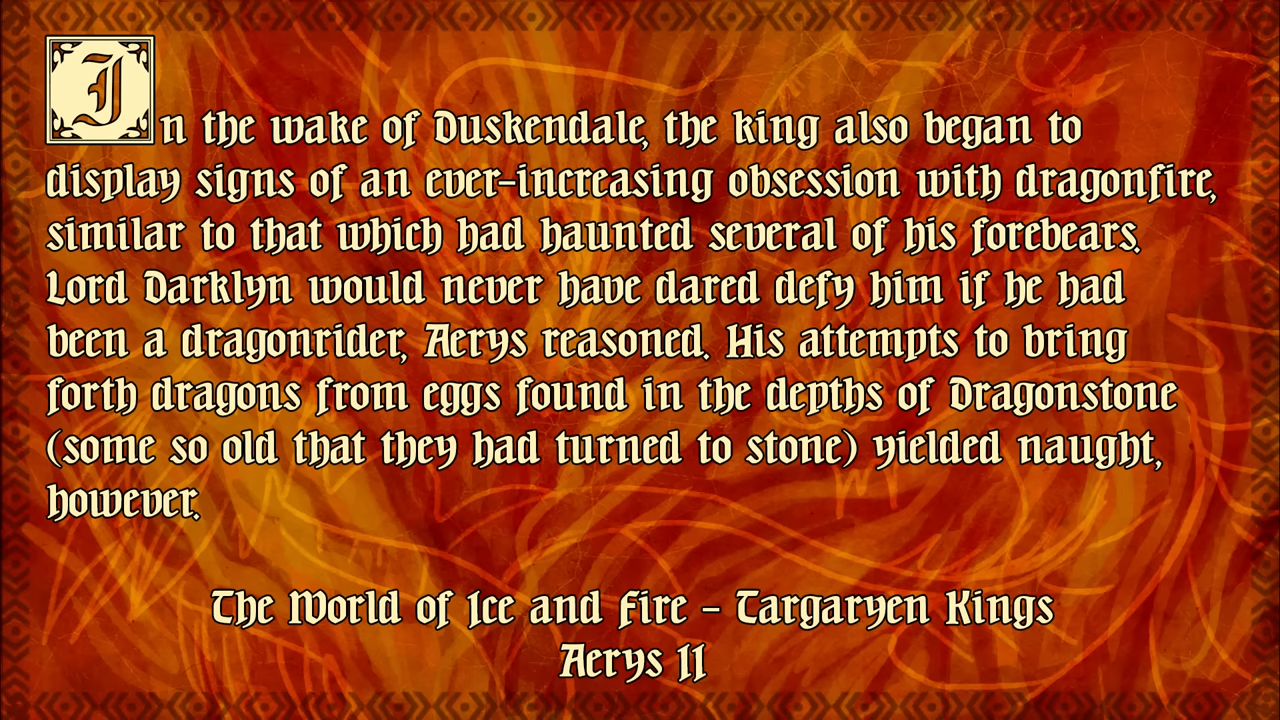 In the wake of Duskendale, the king also began to
display signs of an ever-increasing obsession with dragonfire,
similar to that which had haunted several of his forebears.
Lord Darklyn would never have dared defy him if he had
been a dragonrider, Aerys reasoned. His attempts to bring
forth dragons from eggs found in the depths of Dragonstone
(some so old that they had turned to stone) yielded naught,
however.
The World of Ice and Fire - Targaryen Kings
Aerys II